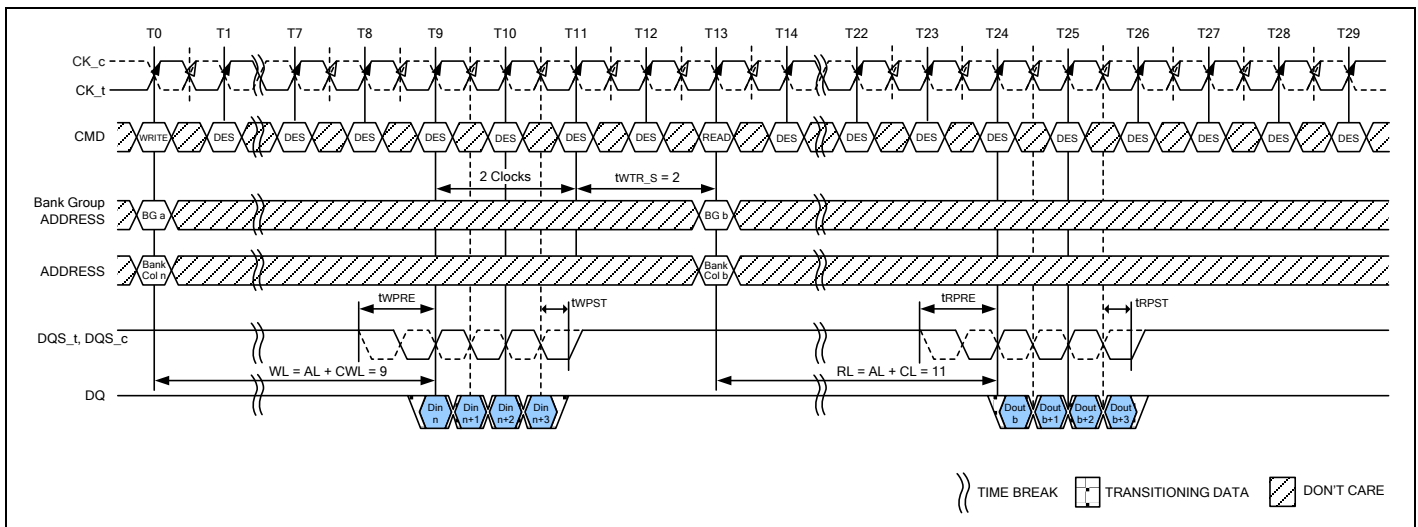 T0 T1 T7 T8 T9 T10 T11 T12 T13 T14 T22 T23 T24 T25 T26 T27 T28 T29
CK_c
CK_t
CMD WRITE DES DES DES DES DES DES DES READ DES DES DES DES DES DES DES DES DES
2 Clocks tWTR_S = 2
Bank Group
ADDRESS BG a BG b
ADDRESS Bank Col n Bank Col b
tWPRE tWPST tRPRE tRPST
DQS_t, DQS_c
WL = AL + CWL = 9 RL = AL + CL = 11
DQ Din n Din n+1 Din n+2 Din n+3 Dout b Dout b+1 Dout b+2 Dout b+3
TIME BREAK TRANSITIONING DATA DON'T CARE